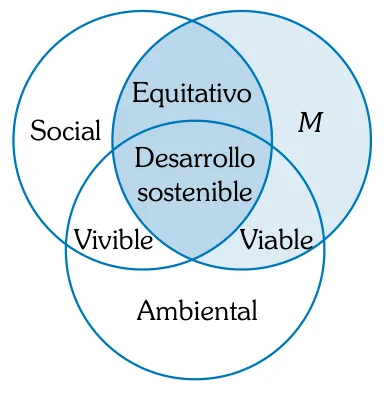 Equitativo
Social
M
Desarrollo
sostenible
Vivible
Viable
Ambiental